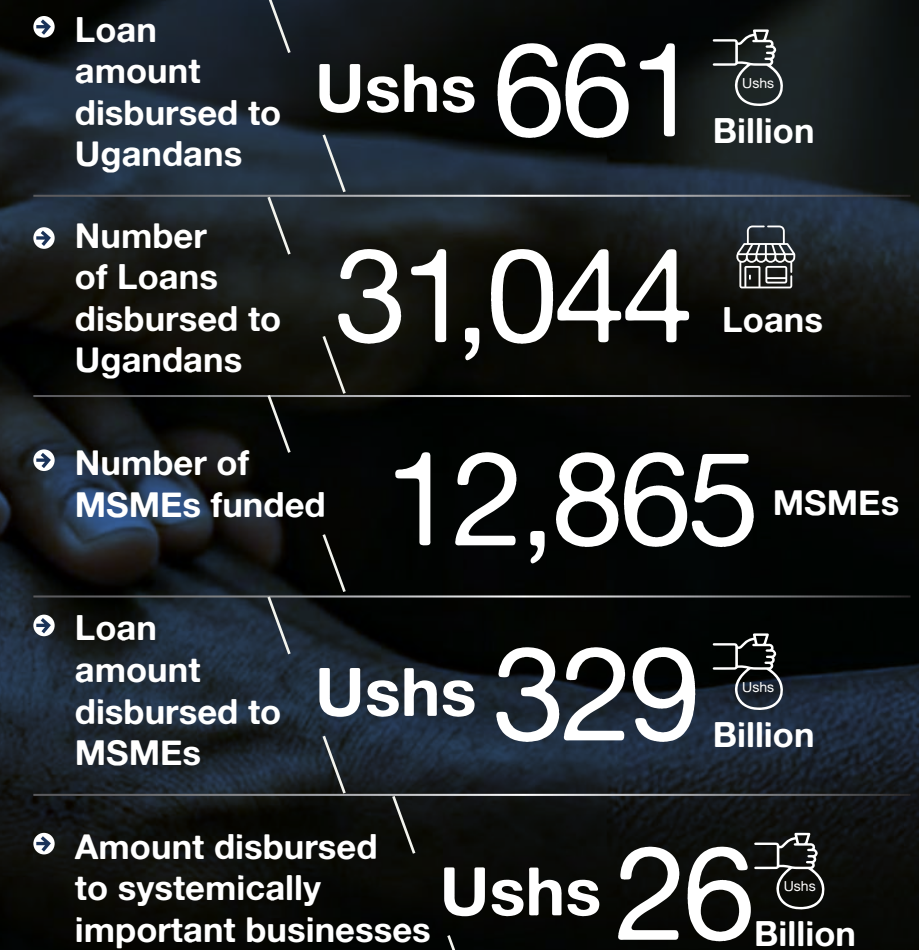 Loan
amount
disbursed to
Ugandans
Ushs 661
Ushs
Billion
Number
of Loans
disbursed to
Ugandans
31,044
Loans
Number of
MSMEs funded
12,865 MSMEs
Loan
amount
disbursed to
MSMEs
Ushs 329
Ushs
Billion
Amount disbursed
to systemically
important businesses
Ushs 26
Ushs
Billion